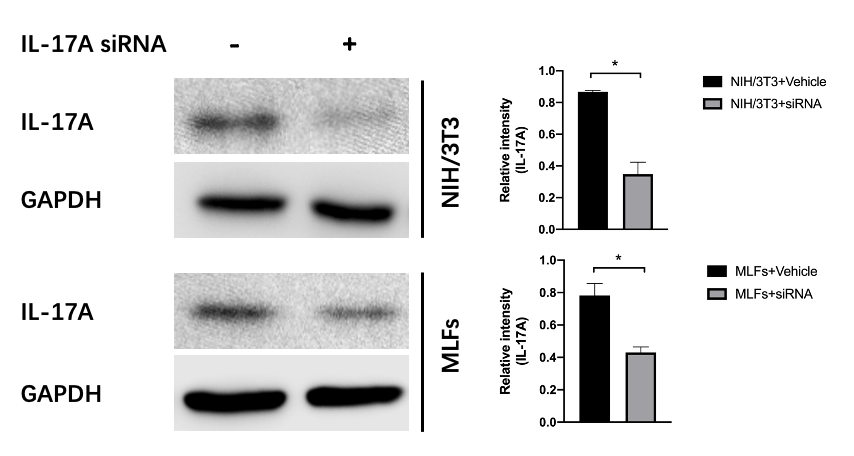 IL-17A siRNA - +
IL-17A
GAPDH
NIH/3T3
IL-17A
GAPDH
MLFs
Relative intensity
(IL-17A)
1.0
0.8
0.6
0.4
0.2
0.0
*
NIH/3T3+Vehicle
NIH/3T3+siRNA
Relative intensity
(IL-17A)
1.0
0.8
0.6
0.4
0.2
0.0
*
MLFs+Vehicle
MLFs+siRNA